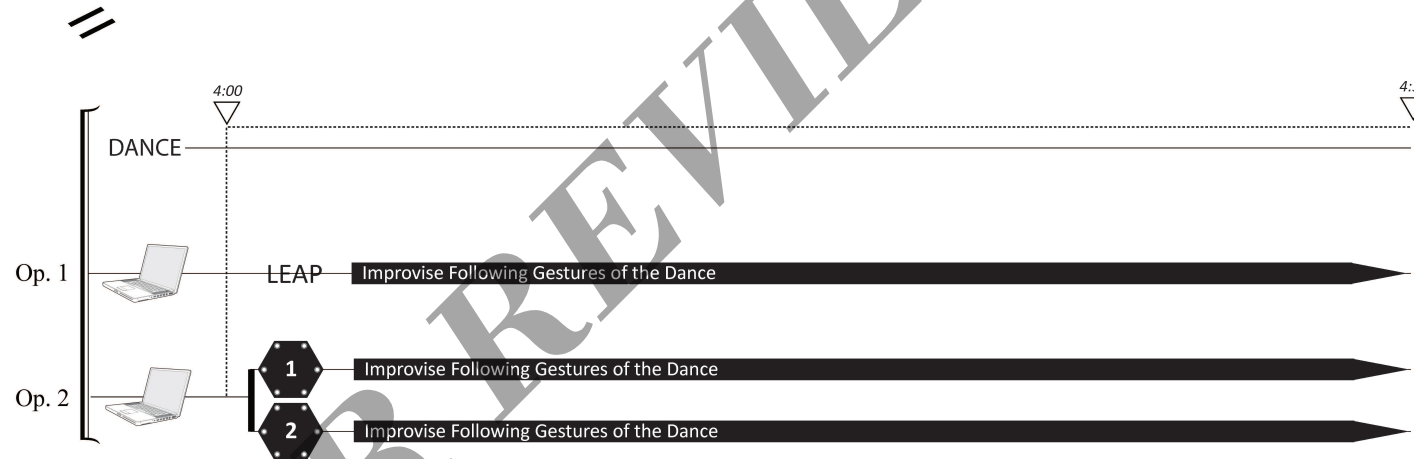 4:00
DANCE
Op. 1
LEAP
Improvise Following Gestures of the Dance
1
Improvise Following Gestures of the Dance
Op. 2
2
Improvise Following Gestures of the Dance